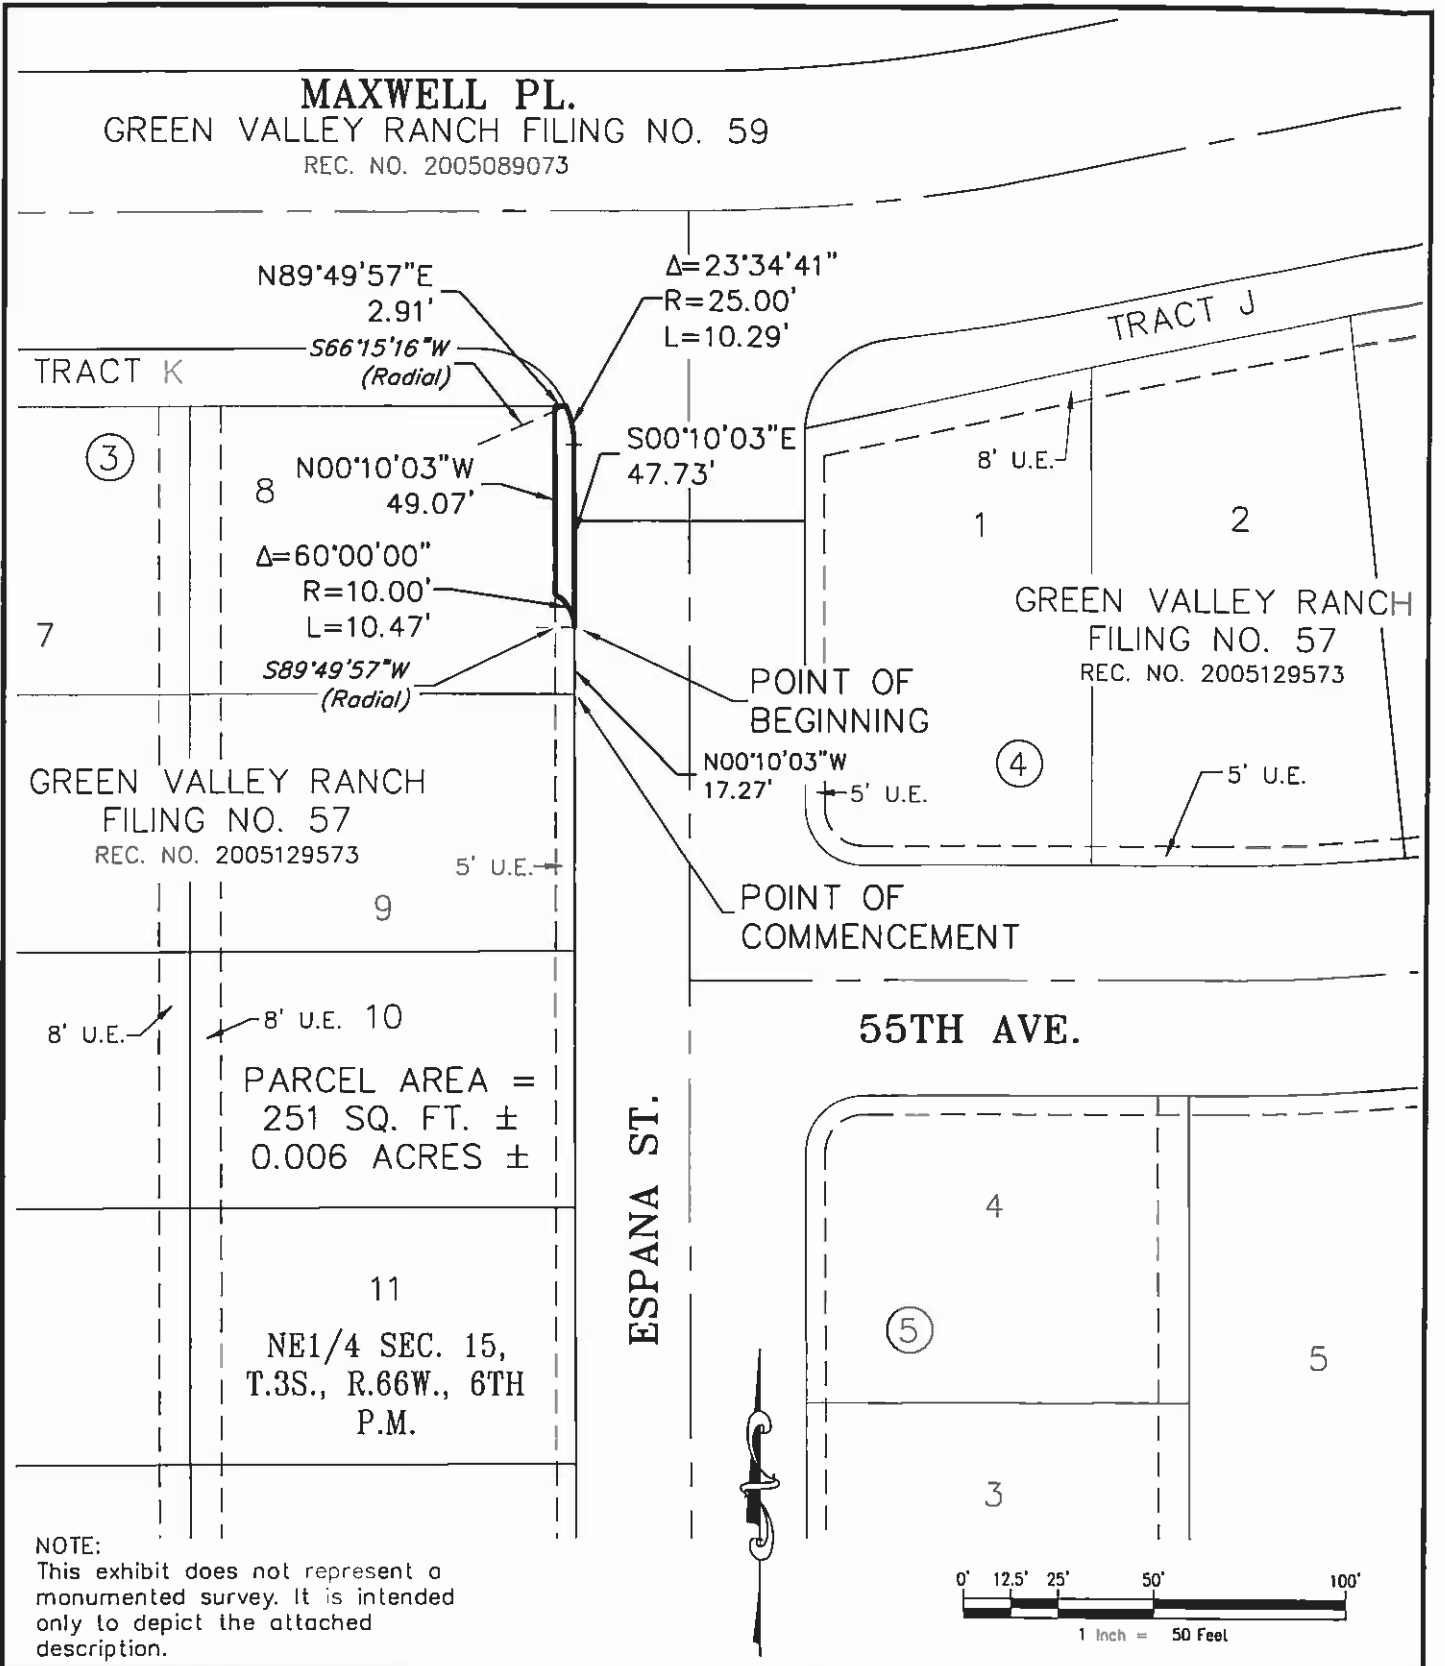 MAXWELL PL.
GREEN VALLEY RANCH FILING NO. 59
REC. NO. 2005089073
N89°49'57"E
2.91'
Δ=23°34'41"
R=25.00'
L=10.29'
S66°15'16"W
(Radial)
TRACT K
TRACT J
3
8
N00°10'03"W
49.07'
S00°10'03"E
47.73'
8' U.E.
1
2
Δ=60°00'00"
R=10.00'
L=10.47'
7
S89°49'57"W
(Radial)
GREEN VALLEY RANCH
FILING NO. 57
REC. NO. 2005129573
POINT OF
BEGINNING
N00°10'03"W
17.27'
4
5' U.E.
5' U.E.
GREEN VALLEY RANCH
FILING NO. 57
REC. NO. 2005129573
5' U.E.
9
POINT OF
COMMENCEMENT
8' U.E.
8' U.E.
10
55TH AVE.
PARCEL AREA =
251 SQ. FT. ±
0.006 ACRES ±
ESPANA ST.
4
11
5
5
NE1/4 SEC. 15,
T.3S., R.66W., 6TH
P.M.
3
NOTE:
This exhibit does not represent a
monumented survey. It is intended
only to depict the attached
description.
0' 12.5' 25' 50' 100'
1 Inch = 50 Feet